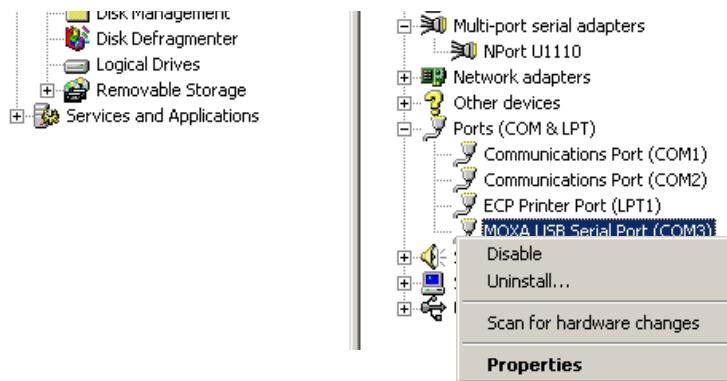 Disk Management
Disk Defragmenter
Logical Drives
Removable Storage
Services and Applications
Multi-port serial adapters
NPort U1110
Network adapters
Other devices
Ports (COM & LPT)
Communications Port (COM1)
Communications Port (COM2)
ECP Printer Port (LPT1)
MOXA USB Serial Port (COM3)
Disable
Uninstall...
Scan for hardware changes
Properties